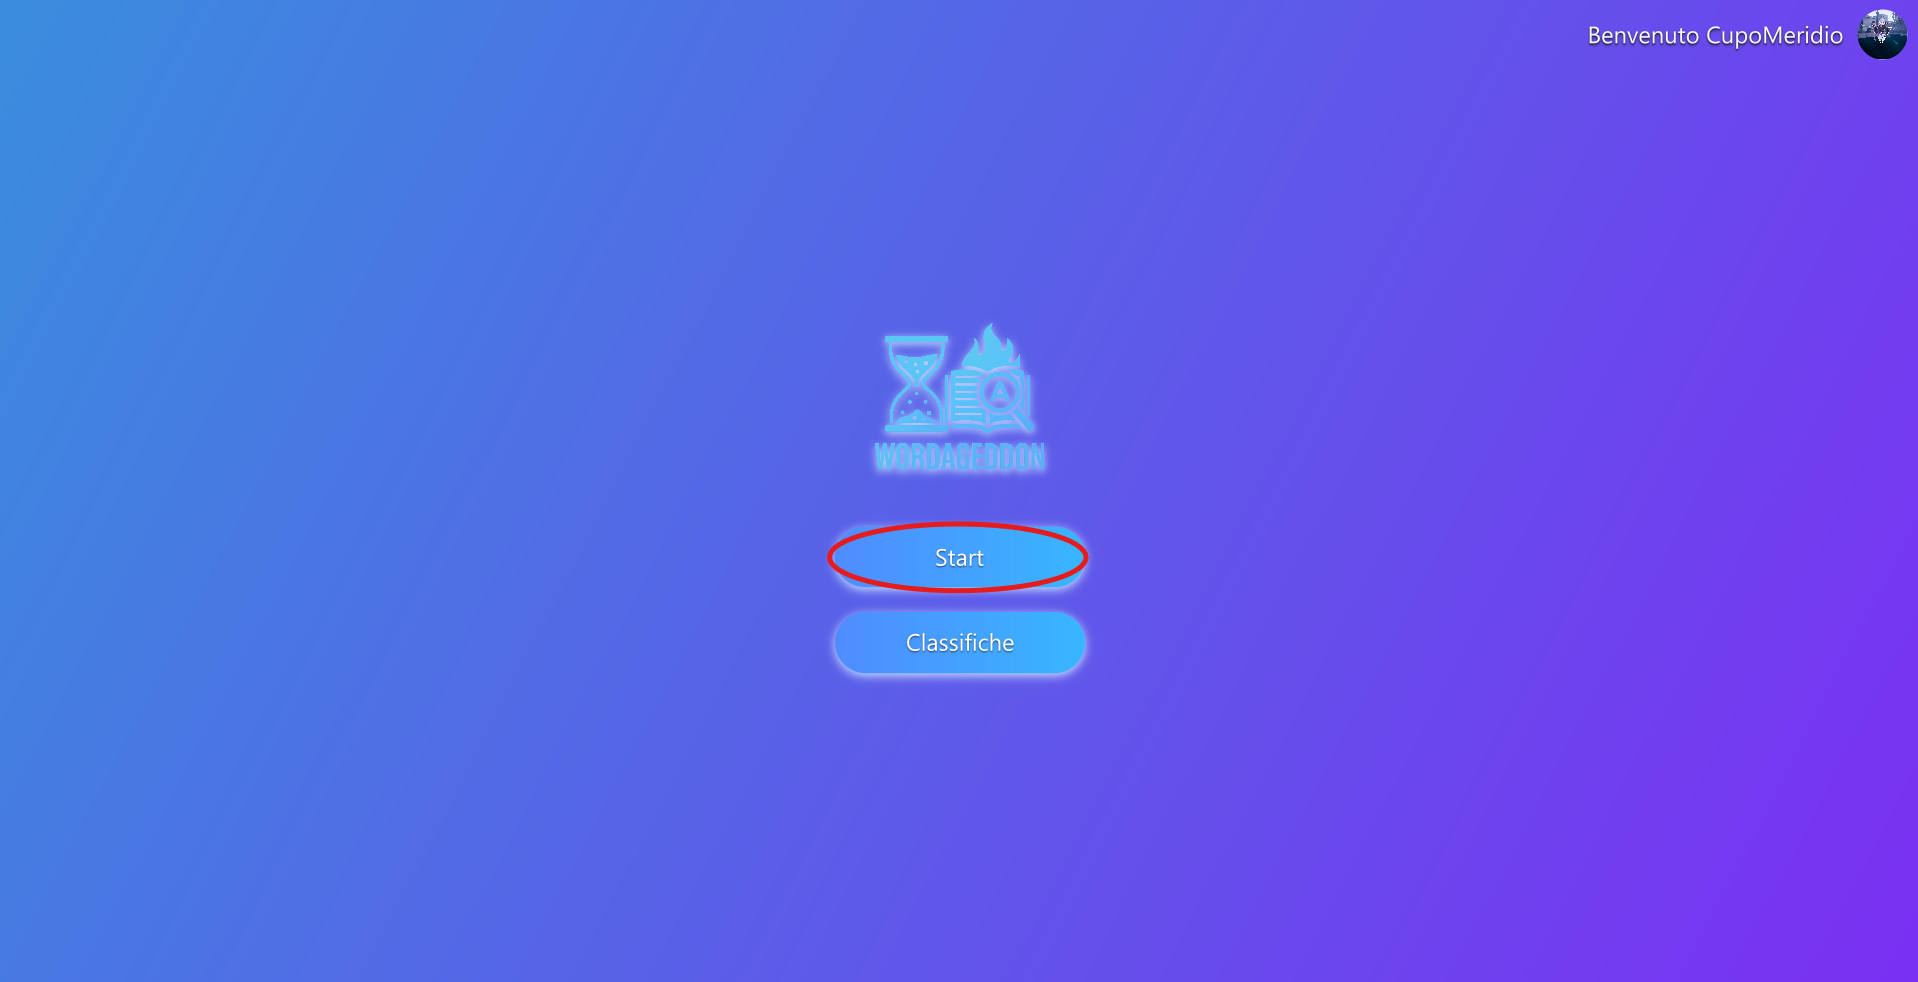 Benvenuto CupoMeridio
WORDAGEDDON
Start
Classifiche